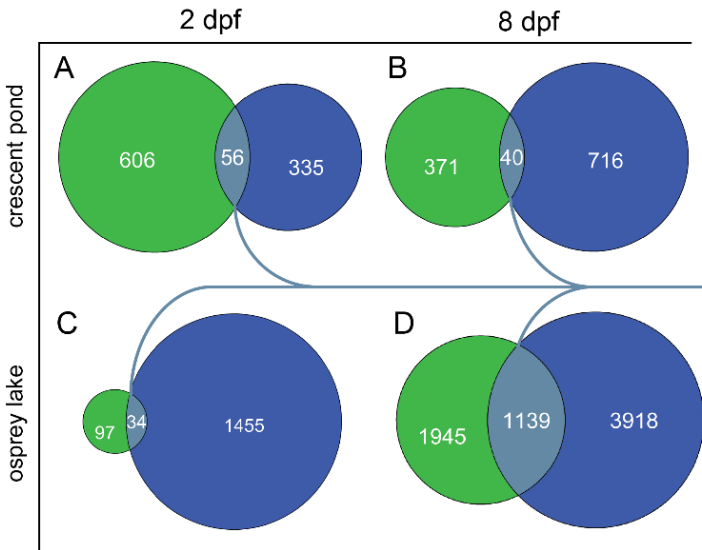 2 dpf
8 dpf
crescent pond
A
606
56
335
B
371
40
716
osprey lake
C
97
34
1455
D
1945
1139
3918